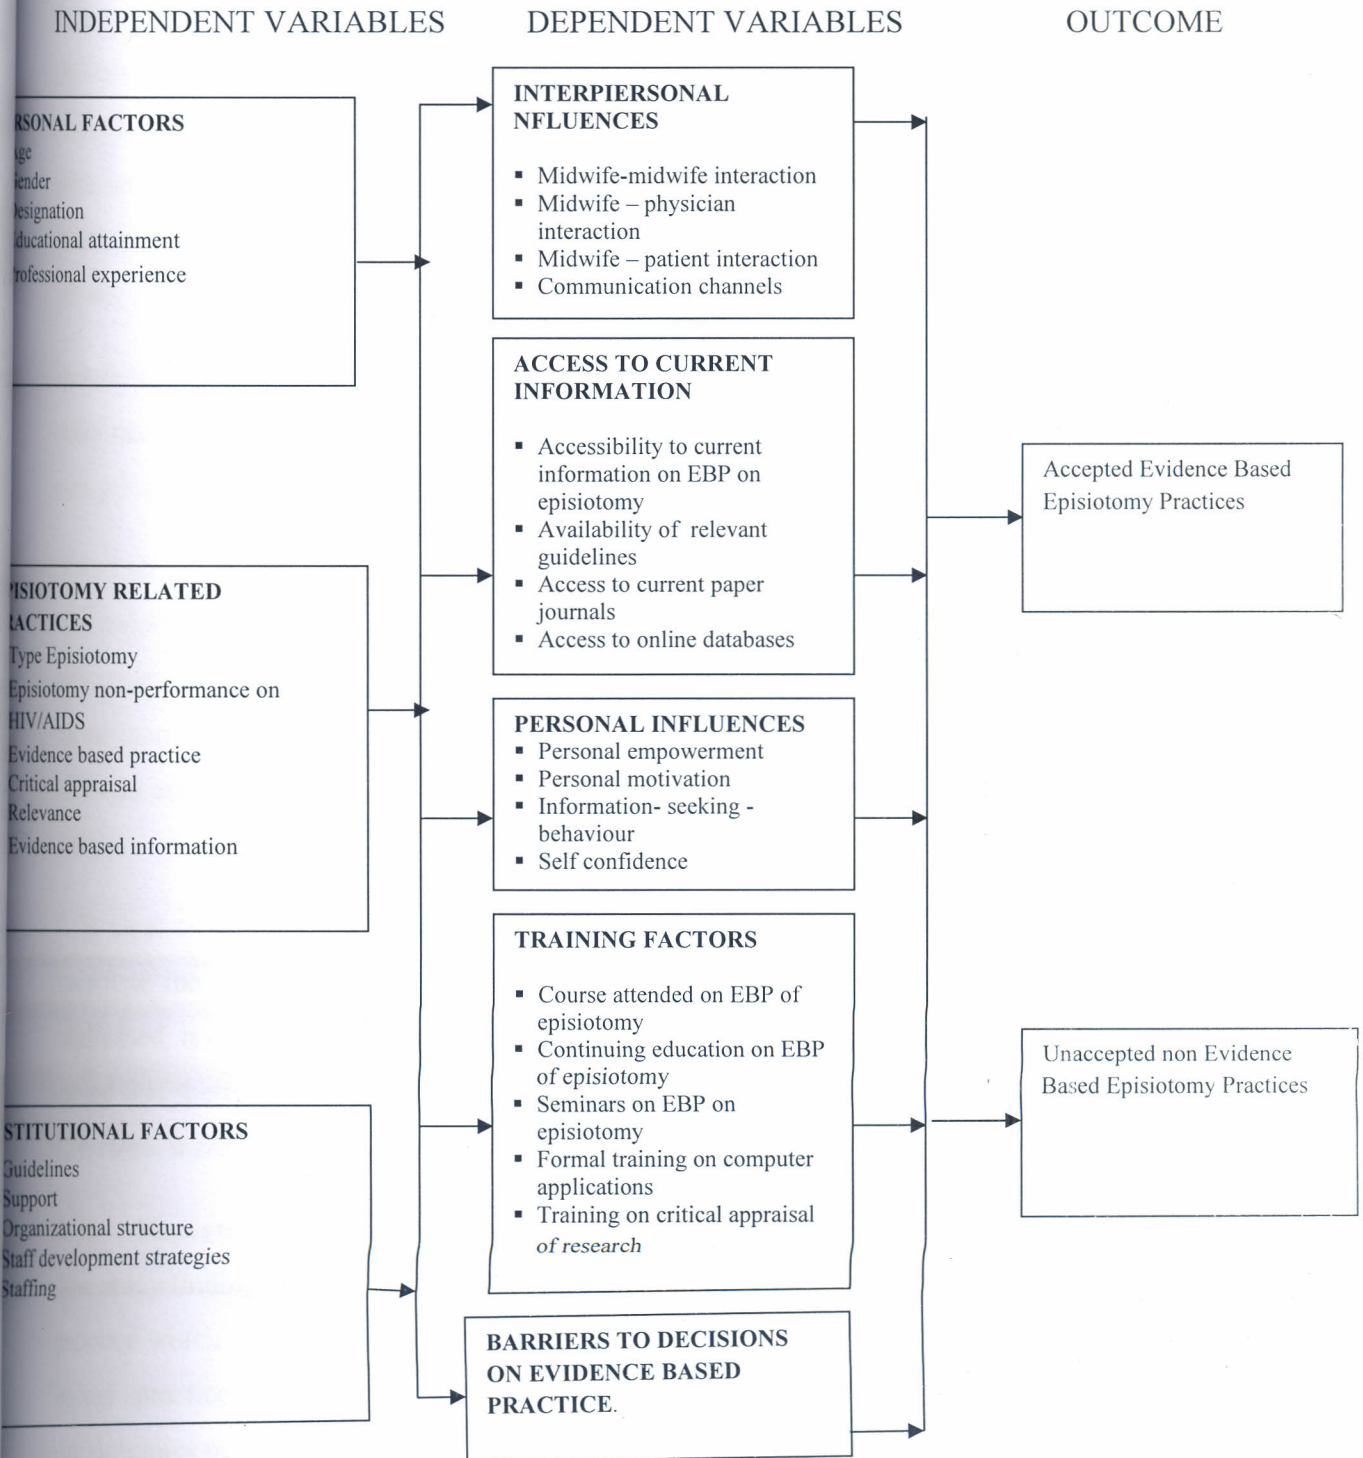 INDEPENDENT VARIABLES
DEPENDENT VARIABLES
OUTCOME
RSONAL FACTORS
ge
ender
esignation
ducational attainment
rofessional experience
ISIOTOMY RELATED
ACTICES
Type Episiotomy
Episiotomy non-performance on
HIV/AIDS
Evidence based practice
Critical appraisal
Relevance
Evidence based information
STITUTIONAL FACTORS
Guidelines
Support
Organizational structure
Staff development strategies
Staffing
INTERPIERSONAL
NFLUENCES
▪ Midwife-midwife interaction
▪ Midwife – physician
interaction
▪ Midwife – patient interaction
▪ Communication channels
ACCESS TO CURRENT
INFORMATION
▪ Accessibility to current
information on EBP on
episiotomy
▪ Availability of relevant
guidelines
▪ Access to current paper
journals
▪ Access to online databases
PERSONAL INFLUENCES
▪ Personal empowerment
▪ Personal motivation
▪ Information- seeking -
behaviour
▪ Self confidence
TRAINING FACTORS
▪ Course attended on EBP of
episiotomy
▪ Continuing education on EBP
of episiotomy
▪ Seminars on EBP on
episiotomy
▪ Formal training on computer
applications
▪ Training on critical appraisal
of research
BARRIERS TO DECISIONS
ON EVIDENCE BASED
PRACTICE.
Accepted Evidence Based
Episiotomy Practices
Unaccepted non Evidence
Based Episiotomy Practices